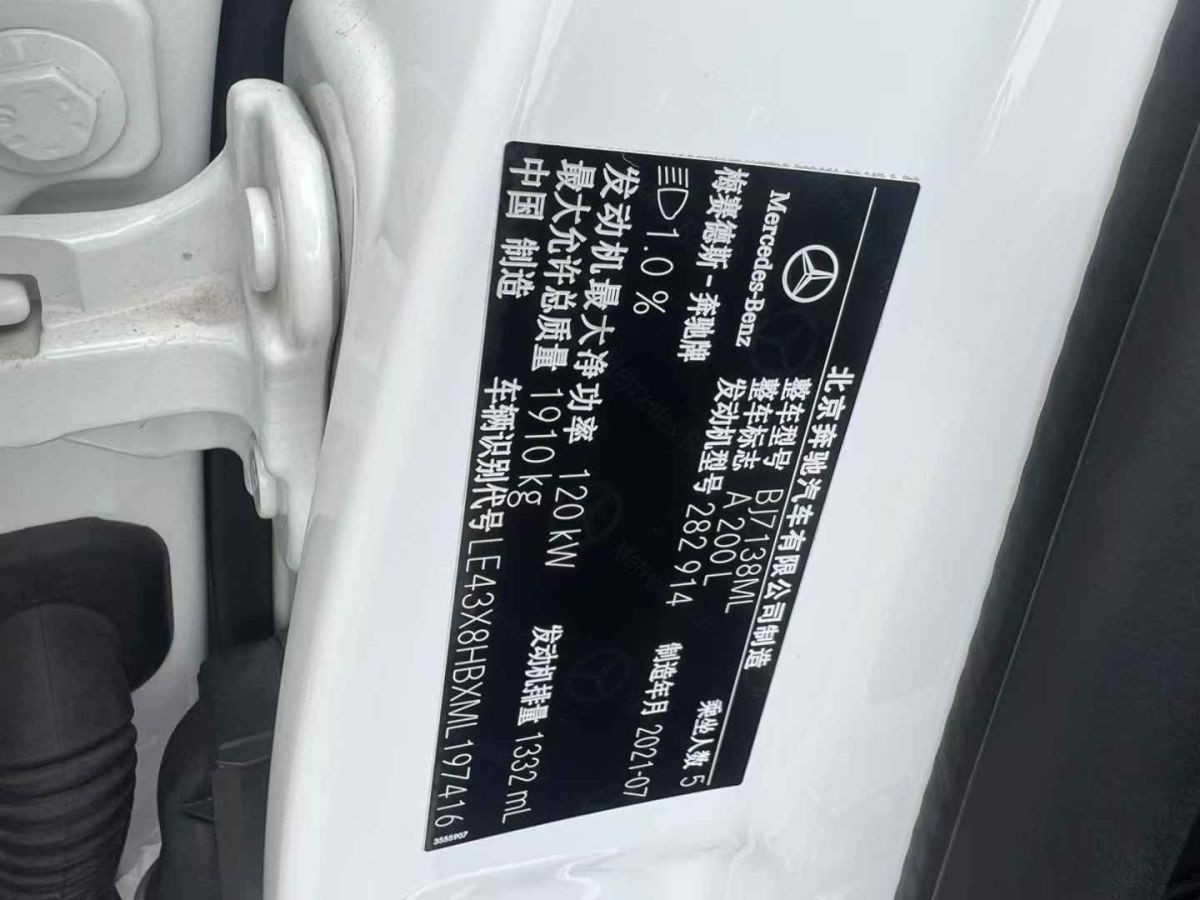 北京奔驰汽车有限公司制造
Mercedes-Benz
梅赛德斯-奔驰牌
整车型号 BJ7138ML
整车标志 A 200 L
发动机型号 282 914
乘坐人数 5
制造年月 2021-07
1.0 %
发动机最大净功率 120 kW
发动机排量 1332 mL
最大允许总质量 1910 kg
中国 制造
车辆识别代号 LE43X8HBXML197416
3555907